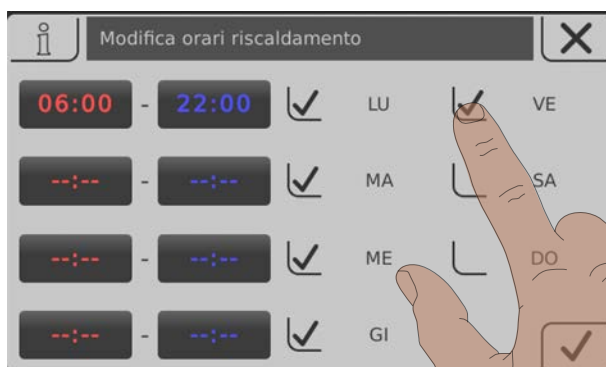 i Modifica orari riscaldamento
06:00 - 22:00 LU VE
--:-- - --:-- MA SA
--:-- - --:-- ME DO
--:-- - --:-- GI